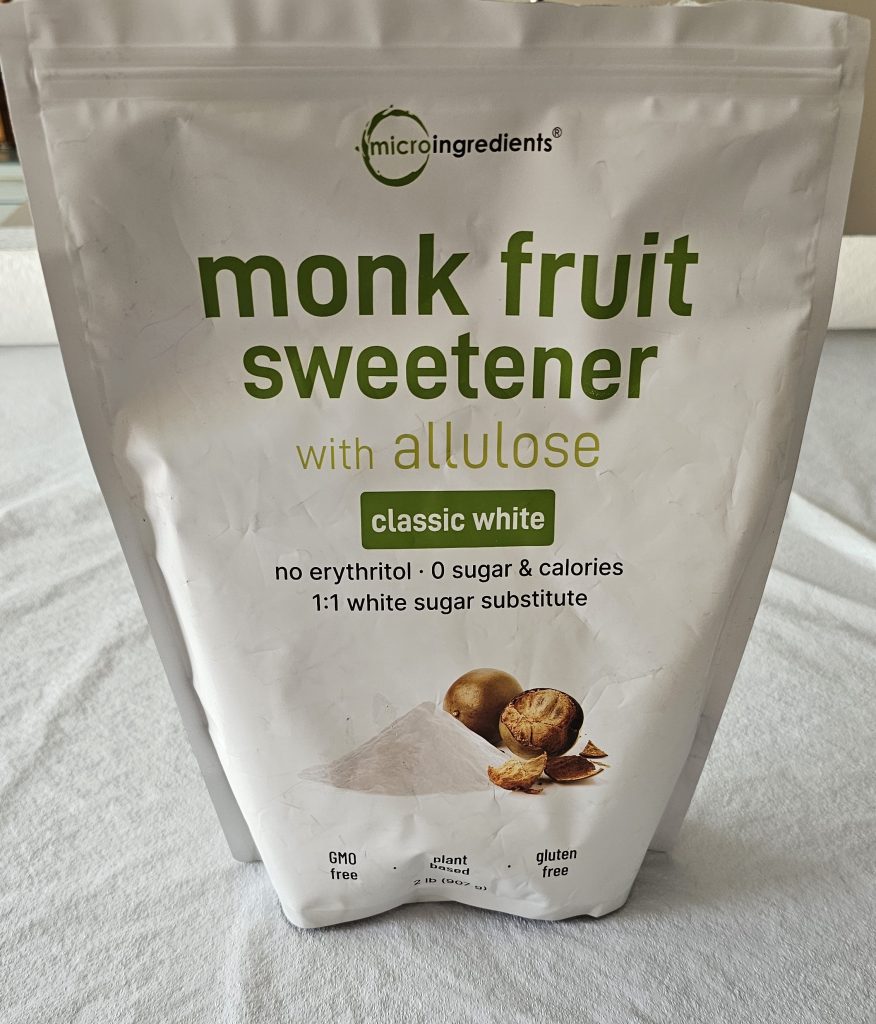 microingredients®
monk fruit
sweetener
with allulose
classic white
no erythritol · 0 sugar & calories
1:1 white sugar substitute
GMO free · plant based · gluten free
2 lb (907 g)